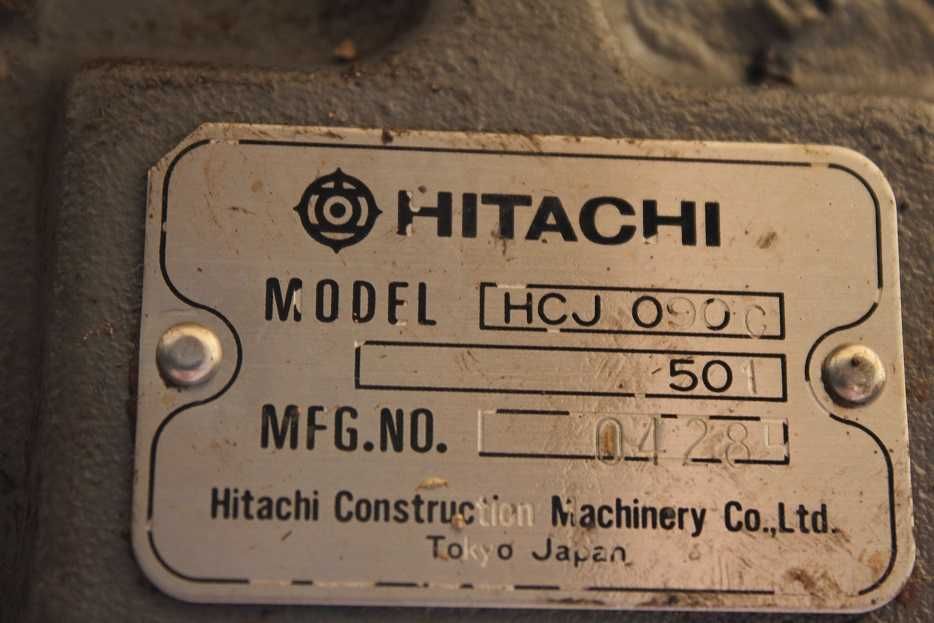 HITACHI
MODEL HCJ 090C
501
MFG.NO. 04284
Hitachi Construction Machinery Co.,Ltd.
Tokyo Japan